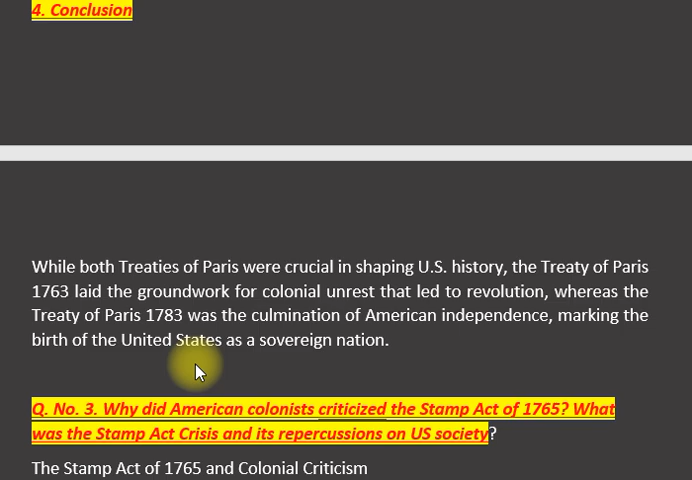 4. Conclusion
While both Treaties of Paris were crucial in shaping U.S. history, the Treaty of Paris
1763 laid the groundwork for colonial unrest that led to revolution, whereas the
Treaty of Paris 1783 was the culmination of American independence, marking the
birth of the United States as a sovereign nation.
Q. No. 3. Why did American colonists criticized the Stamp Act of 1765? What
was the Stamp Act Crisis and its repercussions on US society?
The Stamp Act of 1765 and Colonial Criticism